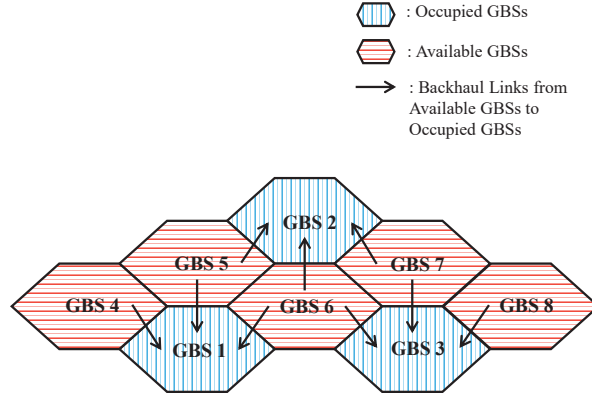 : Occupied GBSs
: Available GBSs
: Backhaul Links from
Available GBSs to
Occupied GBSs
GBS 2
GBS 5
GBS 7
GBS 4
GBS 6
GBS 8
GBS 1
GBS 3